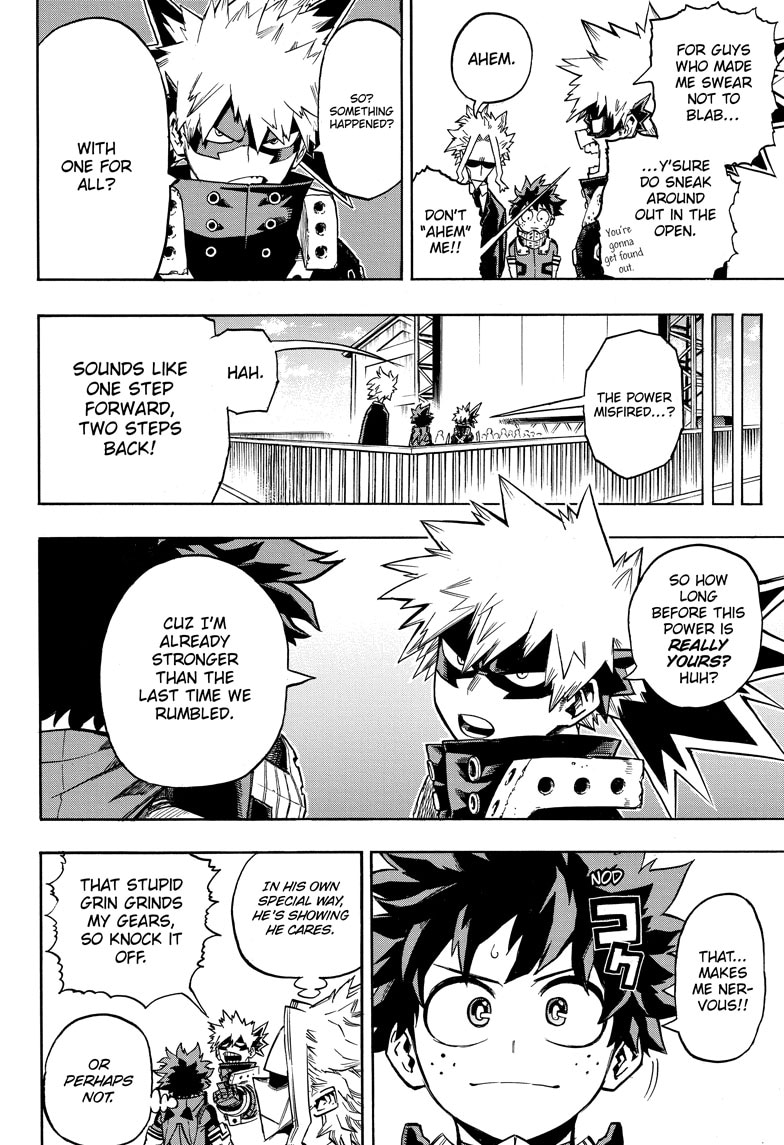 FOR GUYS
WHO MADE
ME SWEAR
NOT TO
BLAB...
...Y'SURE
DO SNEAK
AROUND
OUT IN THE
OPEN.
You're
gonna
get found
out.
AHEM.
DON'T
"AHEM"
ME!!
SO?
SOMETHING
HAPPENED?
WITH
ONE FOR
ALL?
THE POWER
MISFIRED...?
HAH.
SOUNDS LIKE
ONE STEP
FORWARD,
TWO STEPS
BACK!
SO HOW
LONG
BEFORE THIS
POWER IS
REALLY
YOURS?
HUH?
CUZ I'M
ALREADY
STRONGER
THAN THE
LAST TIME WE
RUMBLED.
NOD
コク
THAT...
MAKES
ME NER-
VOUS!!
IN HIS OWN
SPECIAL WAY,
HE'S SHOWING
HE CARES.
THAT STUPID
GRIN GRINDS
MY GEARS,
SO KNOCK IT
OFF.
OR
PERHAPS
NOT.